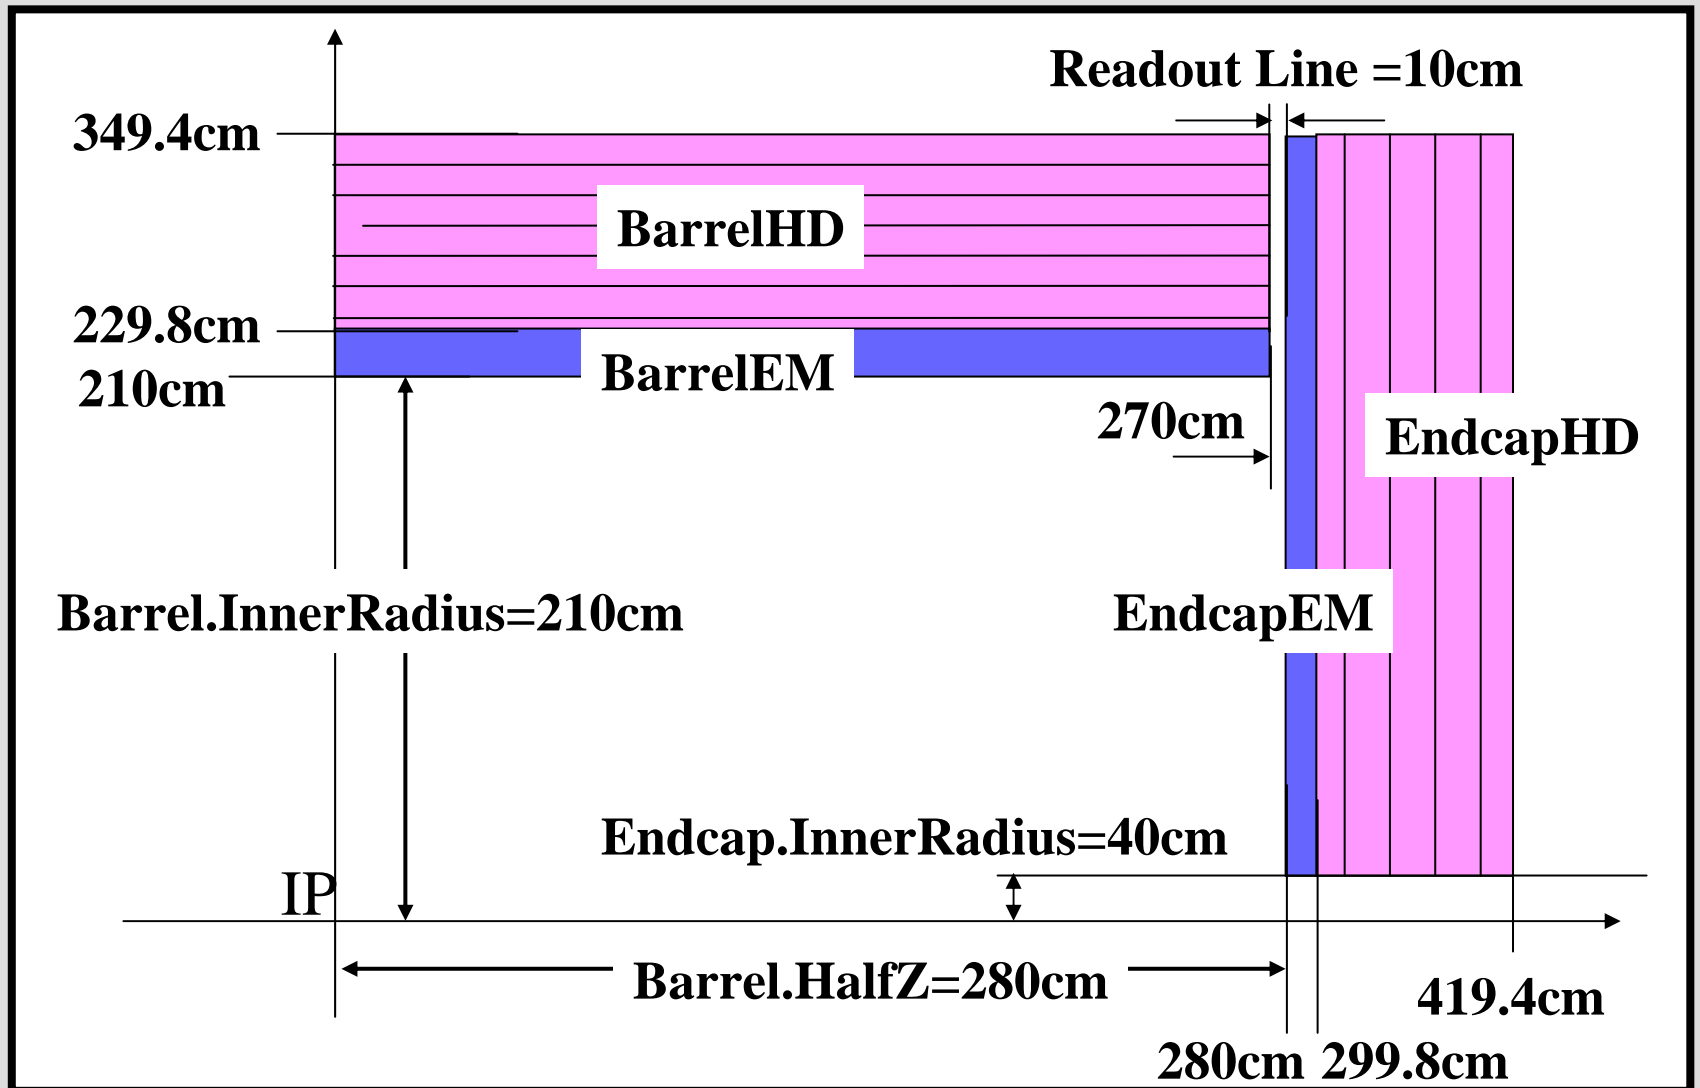 Readout Line =10cm
349.4cm
BarrelHD
229.8cm
BarrelEM
210cm
270cm
EndcapHD
Barrel.InnerRadius=210cm
EndcapEM
Endcap.InnerRadius=40cm
IP
Barrel.HalfZ=280cm
419.4cm
280cm 299.8cm